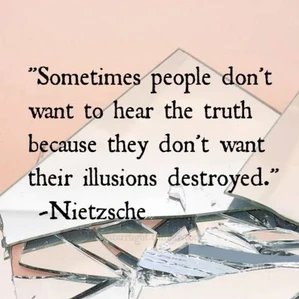 "Sometimes people don't
want to hear the truth
because they don't want
their illusions destroyed."
-Nietzsche